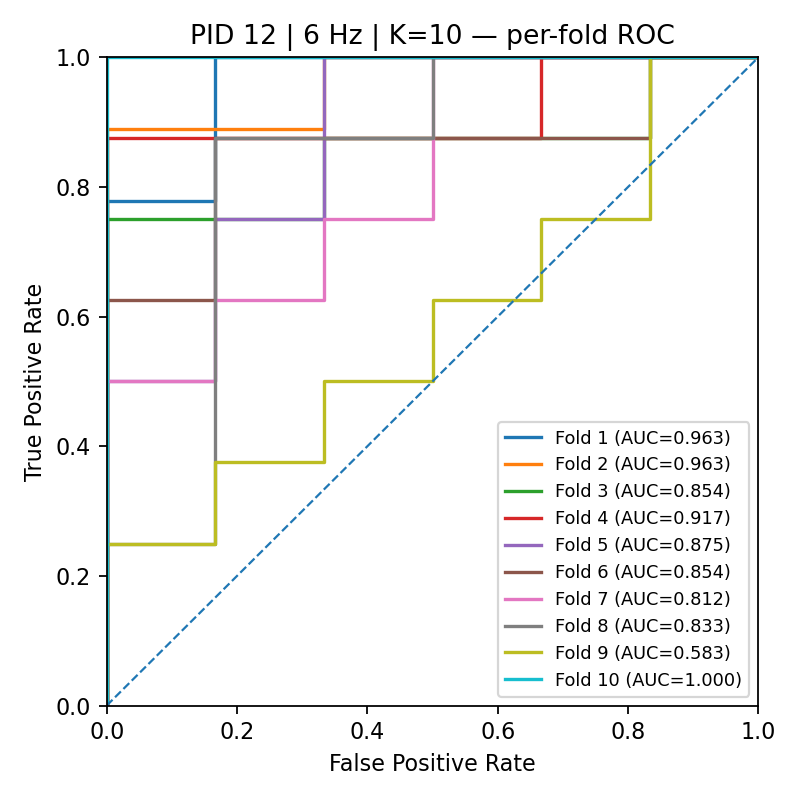 PID 12 | 6 Hz | K=10 — per-fold ROC
1.0
0.8
0.6
0.4
0.2
0.0
True Positive Rate
Fold 1 (AUC=0.963)
Fold 2 (AUC=0.963)
Fold 3 (AUC=0.854)
Fold 4 (AUC=0.917)
Fold 5 (AUC=0.875)
Fold 6 (AUC=0.854)
Fold 7 (AUC=0.812)
Fold 8 (AUC=0.833)
Fold 9 (AUC=0.583)
Fold 10 (AUC=1.000)
0.0 0.2 0.4 0.6 0.8 1.0
False Positive Rate